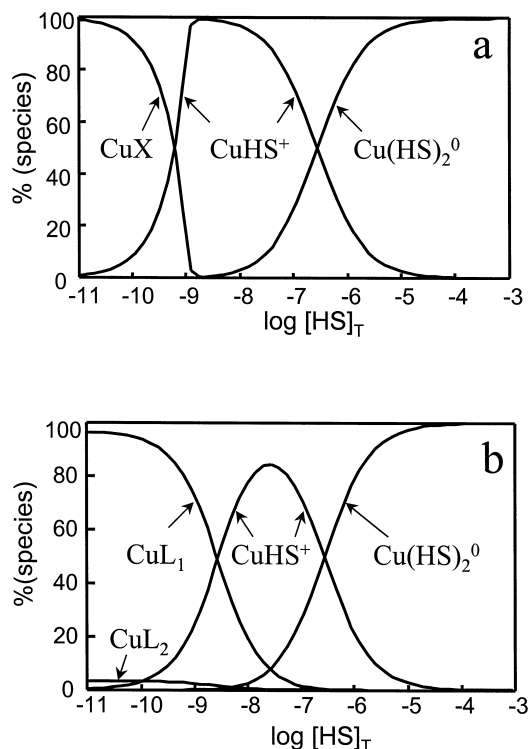 a
100
80
60
40
20
0
% (species)
CuX
CuHS⁺
Cu(HS)₂⁰
-11 -10 -9 -8 -7 -6 -5 -4 -3
log [HS]T
b
100
80
60
40
20
0
%(species)
CuL₁
CuHS⁺
Cu(HS)₂⁰
CuL₂
-11 -10 -9 -8 -7 -6 -5 -4 -3
log [HS]T